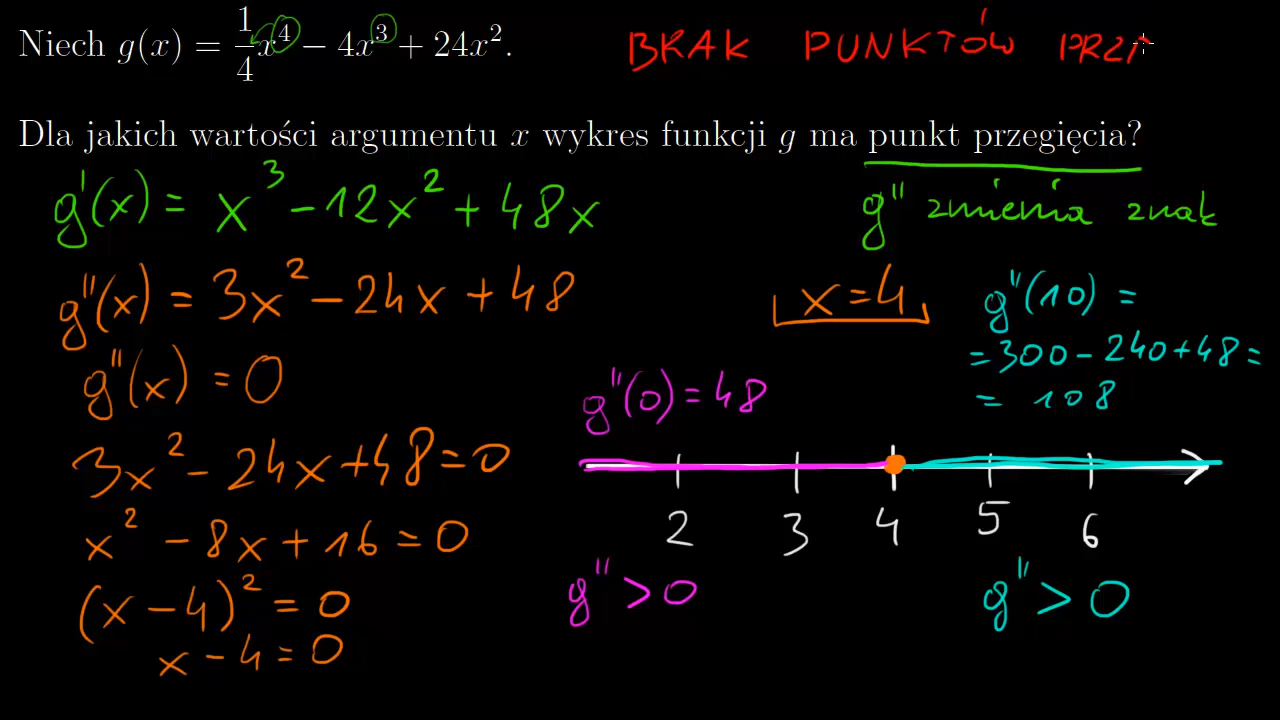 Niech g(x) = 1/4 x⁴ − 4x³ + 24x².
BRAK PUNKTÓW PRZ
Dla jakich wartości argumentu x wykres funkcji g ma punkt przegięcia?
g'(x) = x³ − 12x² + 48x
g'' zmienia znak
g''(x) = 3x² − 24x + 48
x = 4
g''(10) =
= 300 − 240 + 48 =
= 108
g''(x) = 0
g''(0) = 48
3x² − 24x + 48 = 0
2 3 4 5 6
x² − 8x + 16 = 0
(x − 4)² = 0
g'' > 0
g'' > 0
x − 4 = 0